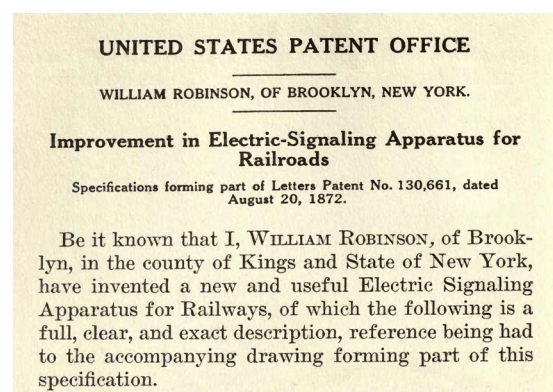 UNITED STATES PATENT OFFICE
WILLIAM ROBINSON, OF BROOKLYN, NEW YORK.
Improvement in Electric-Signaling Apparatus for
Railroads
Specifications forming part of Letters Patent No. 130,661, dated
August 20, 1872.
Be it known that I, WILLIAM ROBINSON, of Brook-
lyn, in the county of Kings and State of New York,
have invented a new and useful Electric Signaling
Apparatus for Railways, of which the following is a
full, clear, and exact description, reference being had
to the accompanying drawing forming part of this
specification.